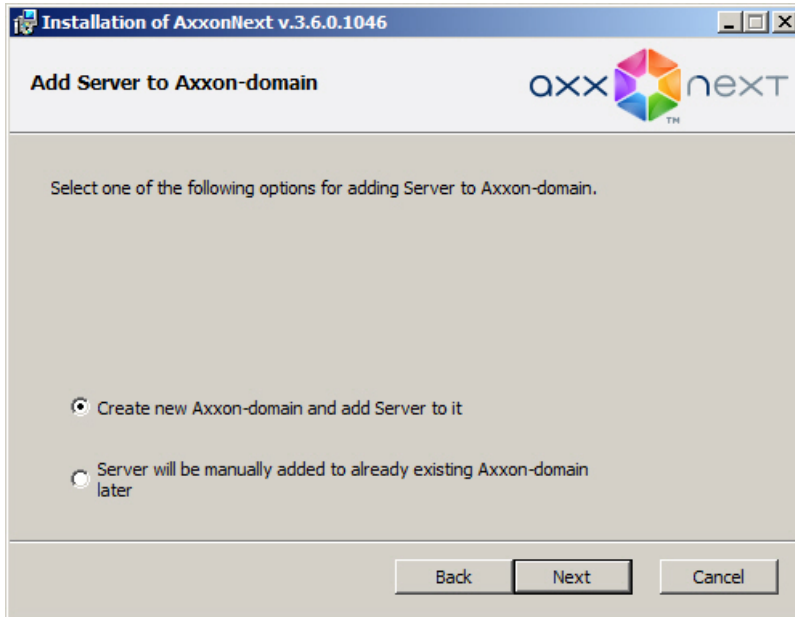 Installation of AxxonNext v.3.6.0.1046
Add Server to Axxon-domain
axx next
TM
Select one of the following options for adding Server to Axxon-domain.
Create new Axxon-domain and add Server to it
Server will be manually added to already existing Axxon-domain
later
Back Next Cancel